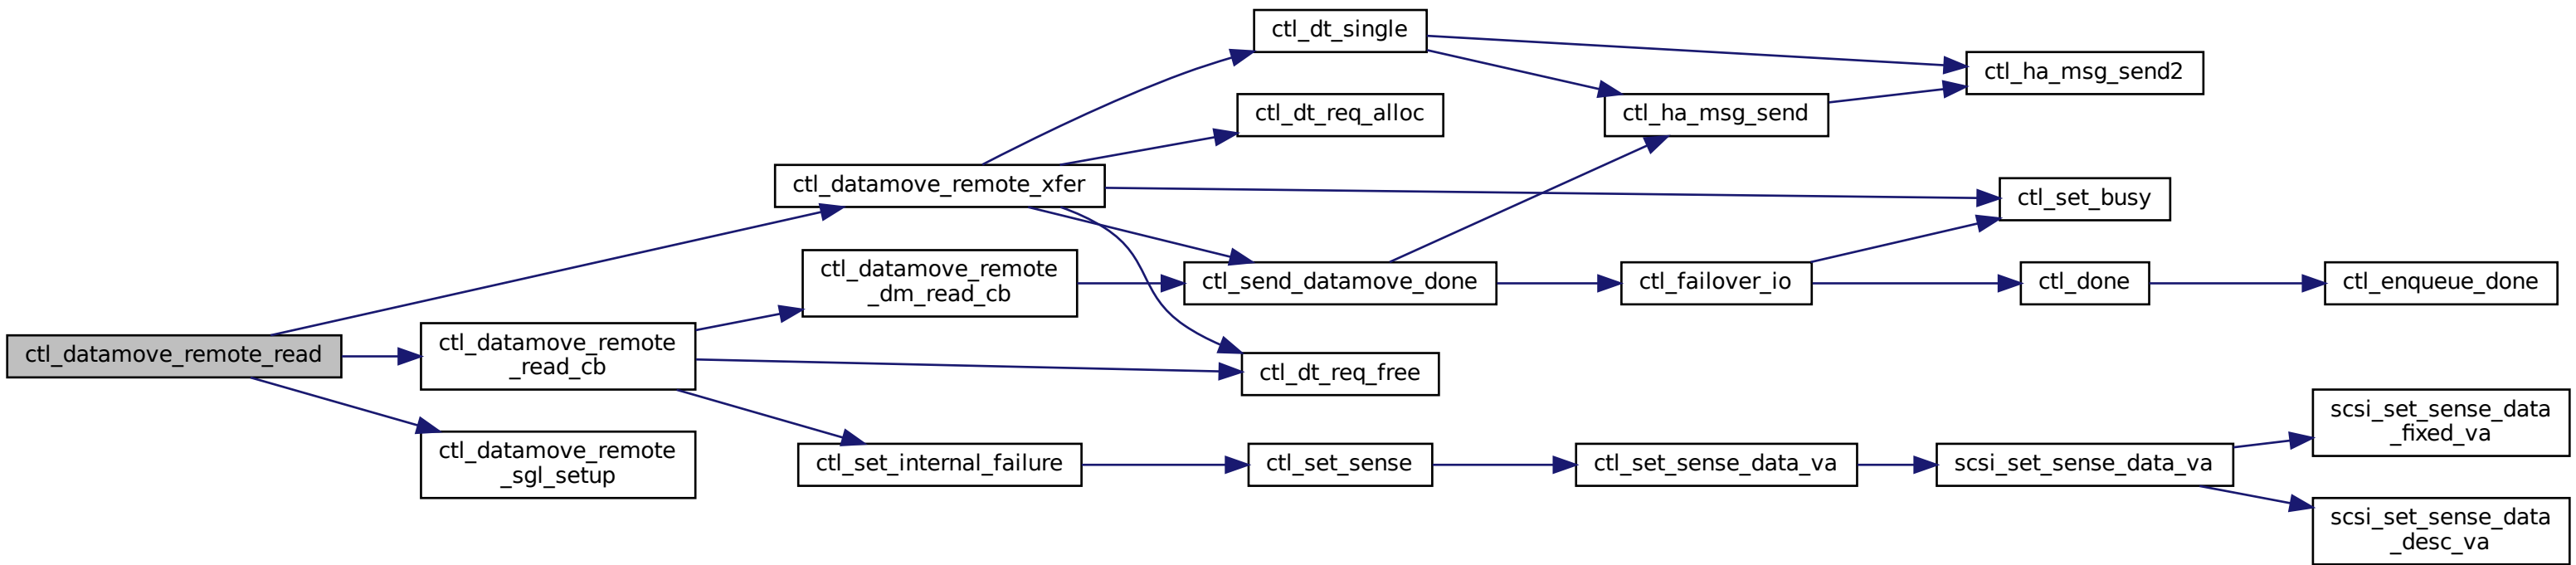 ctl_dt_single
ctl_ha_msg_send2
ctl_dt_req_alloc
ctl_ha_msg_send
ctl_datamove_remote_xfer
ctl_set_busy
ctl_datamove_remote
_dm_read_cb
ctl_send_datamove_done
ctl_failover_io
ctl_done
ctl_enqueue_done
ctl_datamove_remote_read
ctl_datamove_remote
_read_cb
ctl_dt_req_free
ctl_datamove_remote
_sgl_setup
ctl_set_internal_failure
ctl_set_sense
ctl_set_sense_data_va
scsi_set_sense_data_va
scsi_set_sense_data
_fixed_va
scsi_set_sense_data
_desc_va